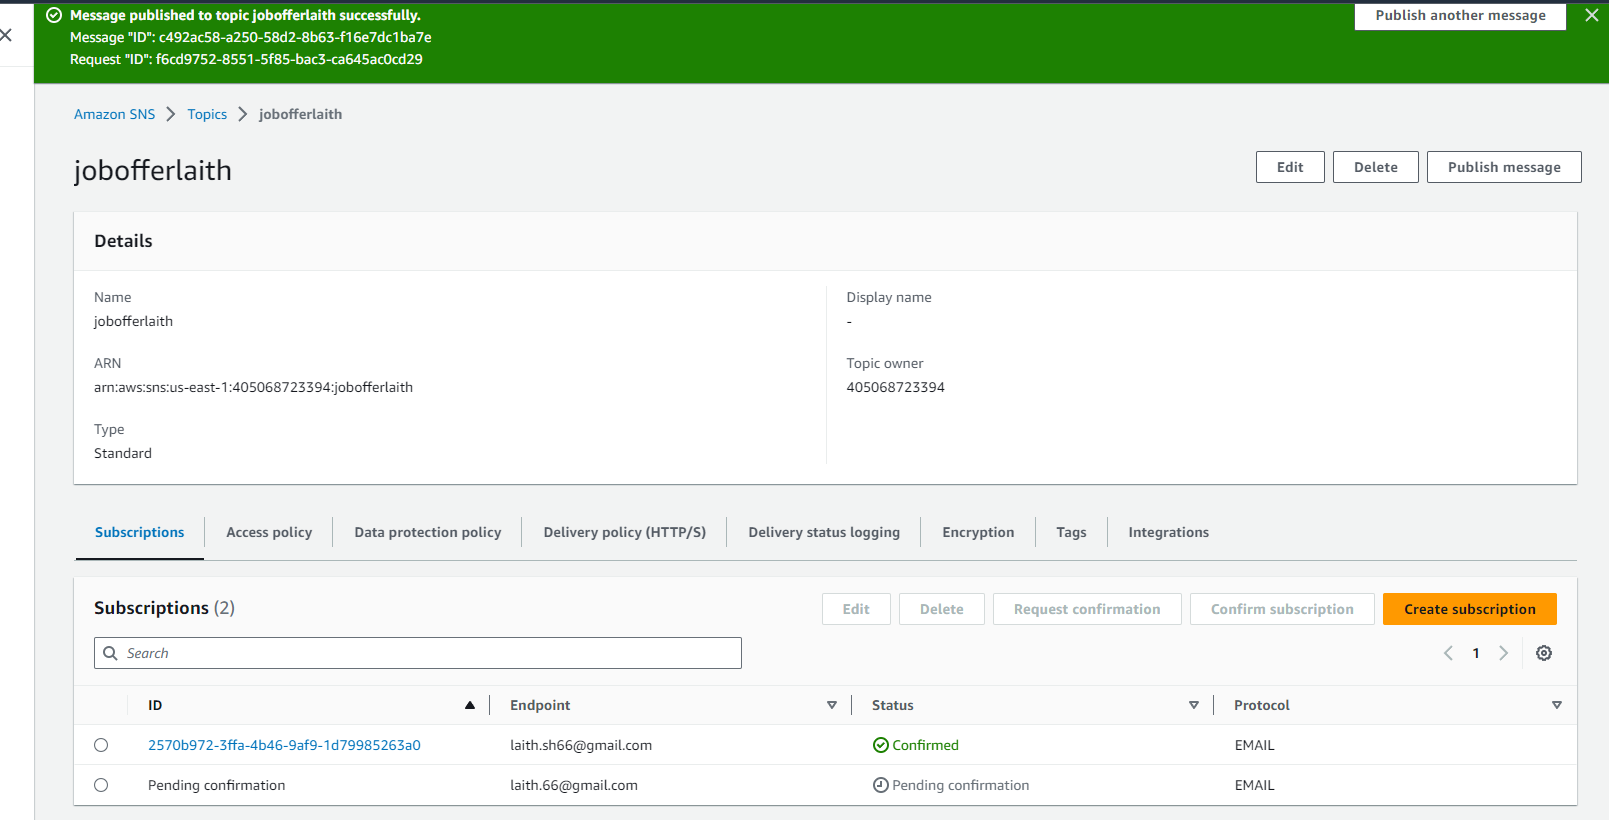 Message published to topic jobofferlaith successfully.
Publish another message
Message "ID": c492ac58-a250-58d2-8b63-f16e7dc1ba7e
Request "ID": f6cd9752-8551-5f85-bac3-ca645ac0cd29
Amazon SNS > Topics > jobofferlaith
jobofferlaith
Edit Delete Publish message
Details
Name
jobofferlaith
Display name
-
ARN
arn:aws:sns:us-east-1:405068723394:jobofferlaith
Topic owner
405068723394
Type
Standard
Subscriptions Access policy Data protection policy Delivery policy (HTTP/S) Delivery status logging Encryption Tags Integrations
Subscriptions (2)
Edit Delete Request confirmation Confirm subscription Create subscription
Search
1
ID Endpoint Status Protocol
2570b972-3ffa-4b46-9af9-1d79985263a0 laith.sh66@gmail.com Confirmed EMAIL
Pending confirmation laith.66@gmail.com Pending confirmation EMAIL